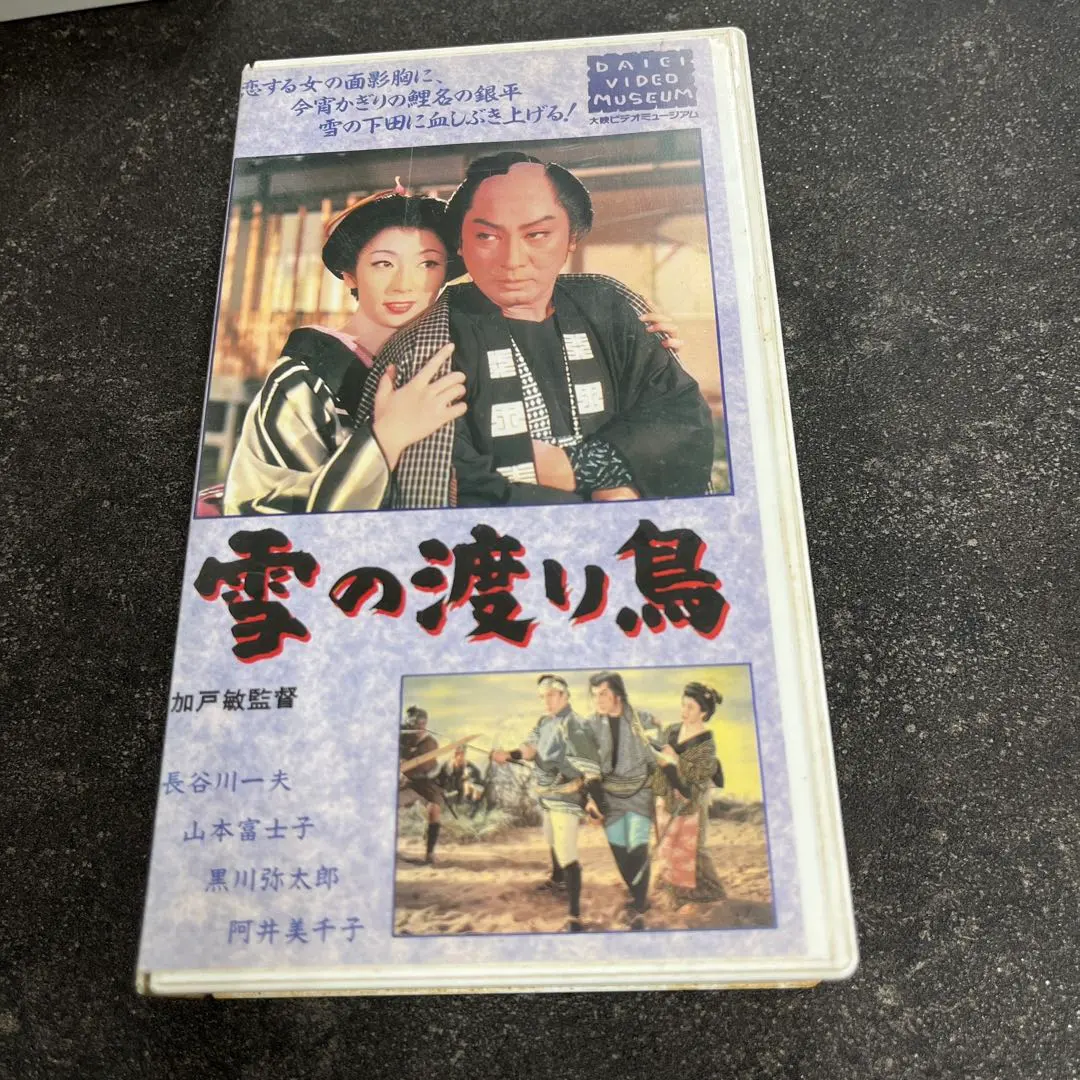 恋する女の面影胸に、
今宵かぎりの鯉名の銀平
雪の下田に血しぶき上げる!
DAIEI
VIDEO
MUSEUM
大映ビデオミュージアム
雪の渡り鳥
加戸敏監督
長谷川一夫
山本富士子
黒川弥太郎
阿井美千子